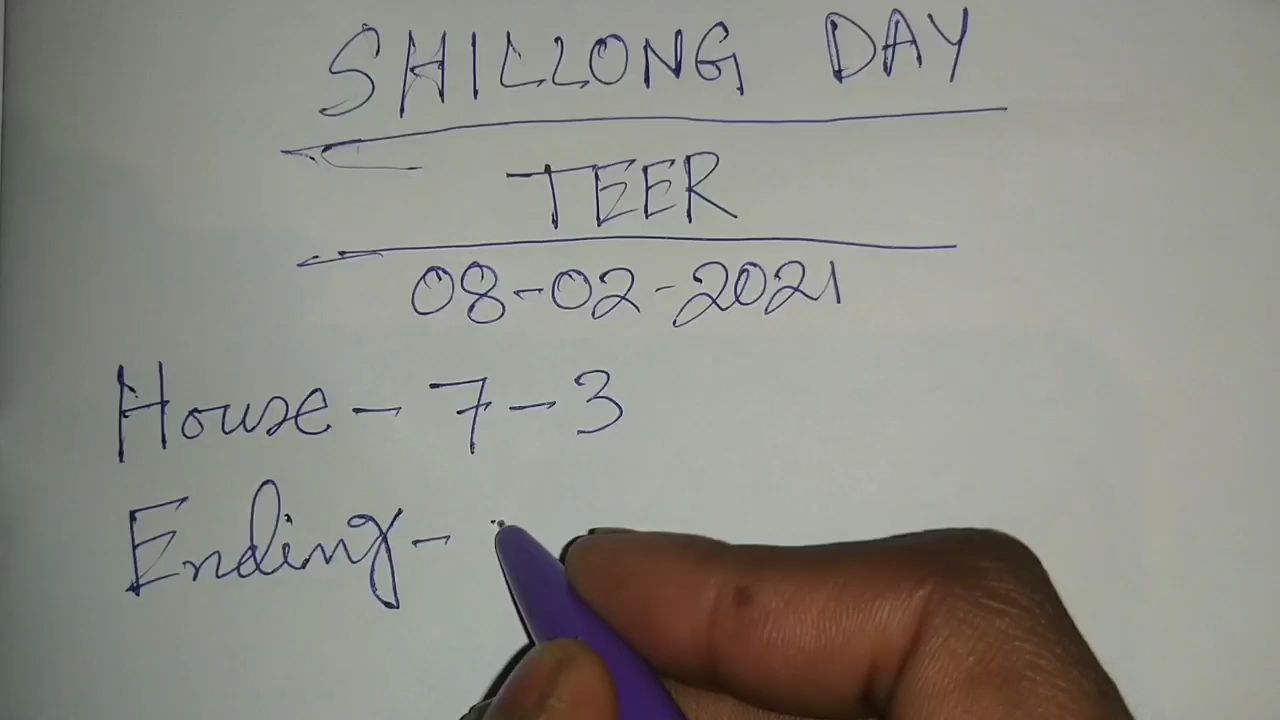 SHILLONG DAY
TEER
08-02-2021
House - 7 - 3
Ending -